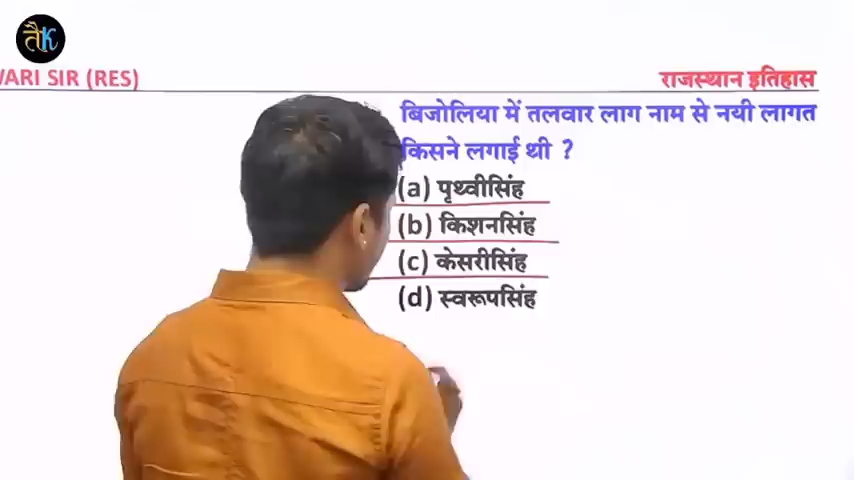 तैK
WARI SIR (RES)
राजस्थान इतिहास
बिजोलिया में तलवार लाग नाम से नयी लागत
किसने लगाई थी ?
(a) पृथ्वीसिंह
(b) किशनसिंह
(c) केसरीसिंह
(d) स्वरूपसिंह